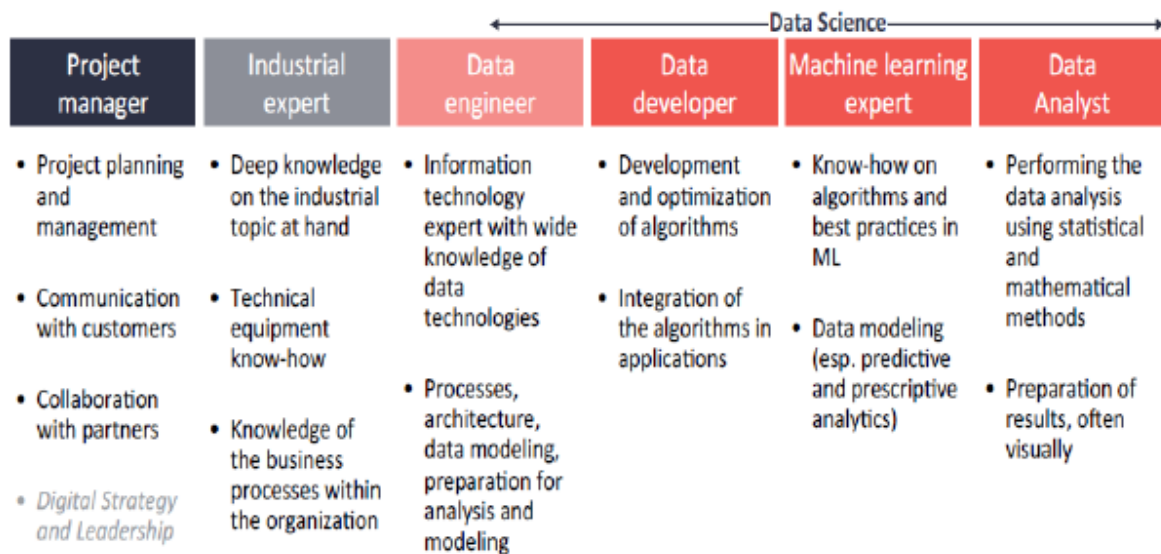 Data Science
Project
manager
• Project planning
and
management
• Communication
with customers
• Collaboration
with partners
• Digital Strategy
and Leadership
Industrial
expert
• Deep knowledge
on the industrial
topic at hand
• Technical
equipment
know-how
• Knowledge of
the business
processes within
the organization
Data
engineer
• Information
technology
expert with wide
knowledge of
data
technologies
• Processes,
architecture,
data modeling,
preparation for
analysis and
modeling
Data
developer
• Development
and optimization
of algorithms
• Integration of
the algorithms in
applications
Machine learning
expert
• Know-how on
algorithms and
best practices in
ML
• Data modeling
(esp. predictive
and prescriptive
analytics)
Data
Analyst
• Performing the
data analysis
using statistical
and
mathematical
methods
• Preparation of
results, often
visually